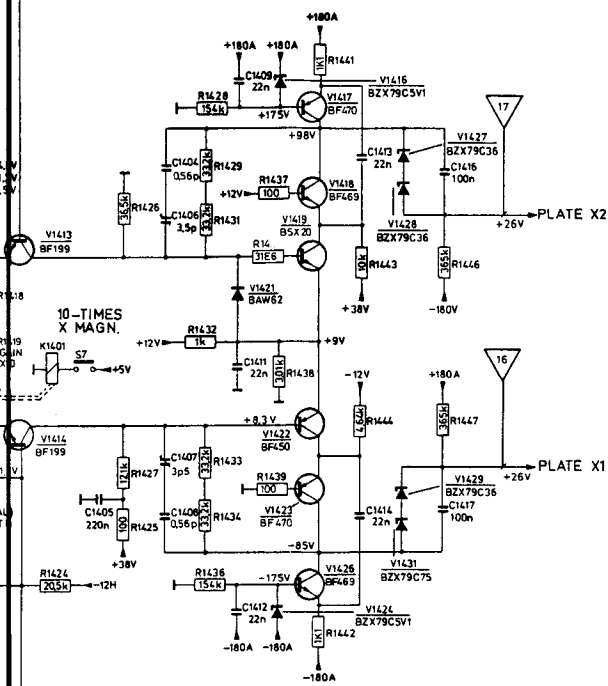 +180A
+180A +180A
R1441
1K1
C1409
22n
V1416
BZX79C5V1
R1428
154k
V1417
BF470
+175V
17
+98V
V1427
BZX79C36
C1404
0,56p
33,2k
R1429
R1437
100
+12V
V1418
BF469
C1413
22n
C1416
100n
36,5k
R1426
C1406
3,5p
33,2k
R1431
V1419
BSX20
V1428
BZX79C36
+26V
PLATE X2
V1413
BF199
R14
31E6
10k
R1443
365k
R1446
+38V
-180V
V1421
BAW62
R1418
10-TIMES
X MAGN.
K1401
S7
+5V
R1432
1k
+12V
+9V
C1411
22n
3,01k
R1438
16
-12V
+180A
+8,3V
4,64k
R1444
365k
R1447
V1422
BF450
V1414
BF199
12,1k
R1427
C1407
3p5
33,2k
R1433
R1439
100
V1429
BZX79C36
+26V
PLATE X1
C1405
220n
100
R1425
C1408
0,56p
33,2k
R1434
V1423
BF470
C1414
22n
C1417
100n
+38V
-85V
V1431
BZX79C75
R1424
20,5k
-12H
R1436
154k
-175V
V1426
BF469
C1412
22n
V1424
BZX79C5V1
1K1
R1442
-180A -180A
-180A